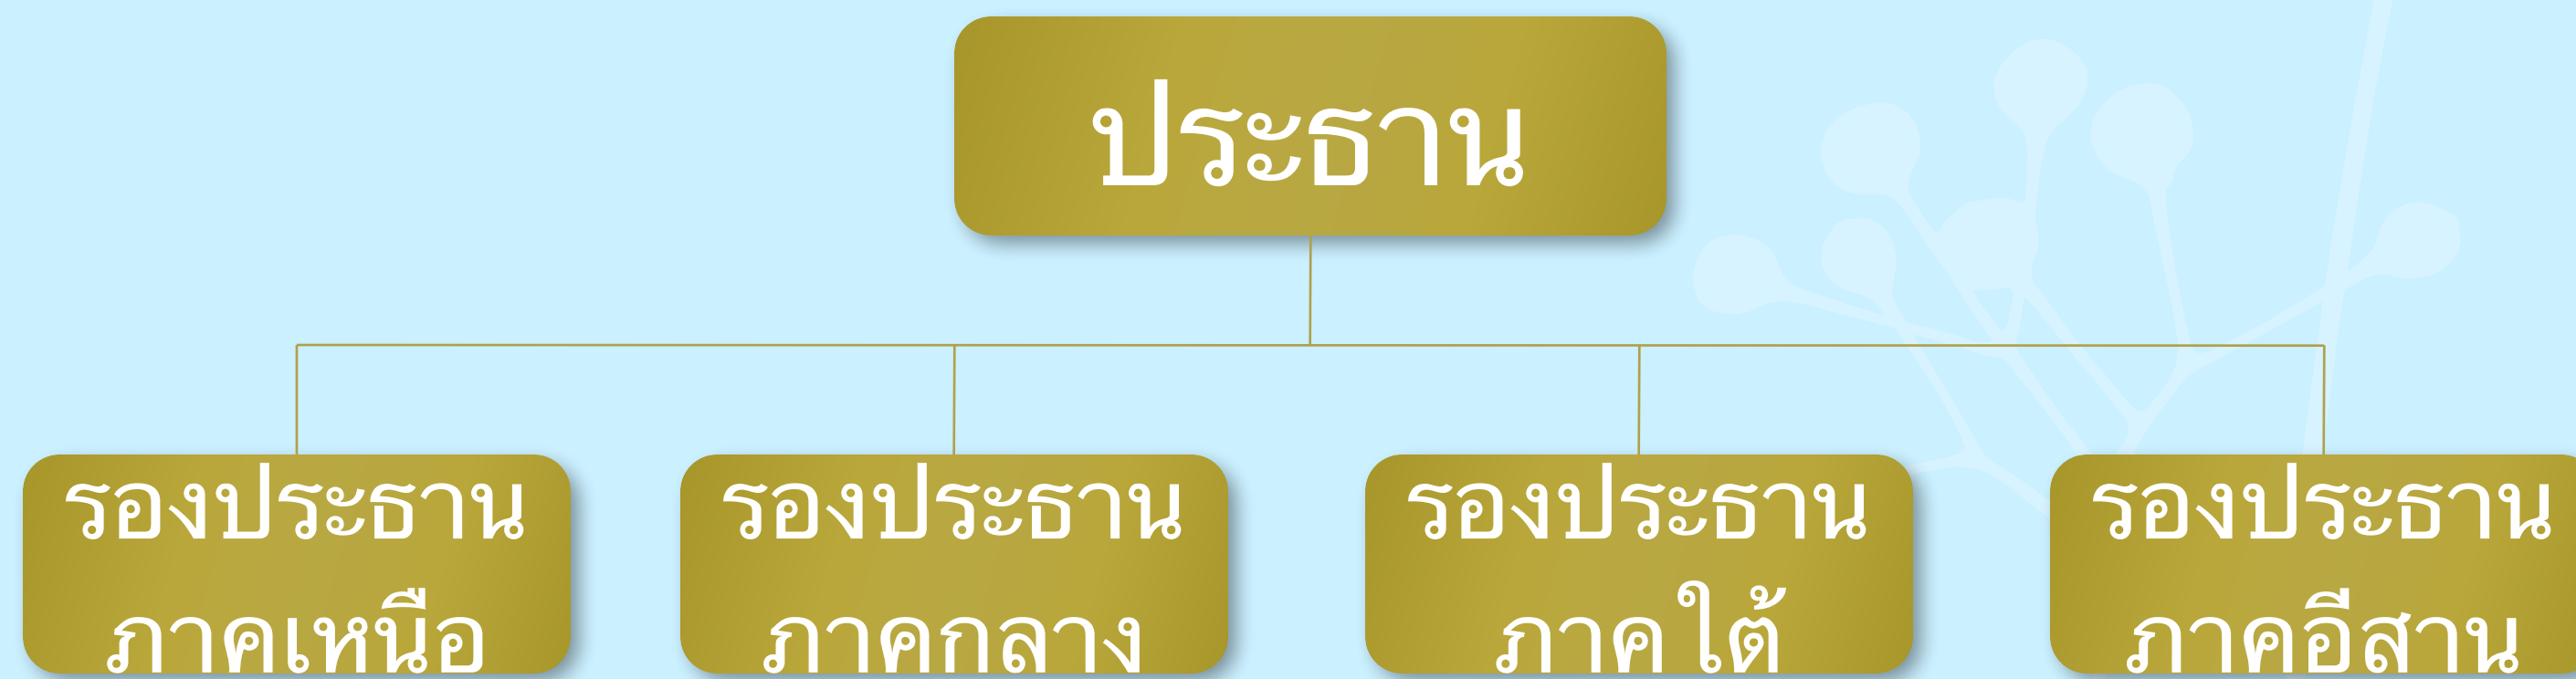 ประธาน
รองประธาน
ภาคเหนือ
รองประธาน
ภาคกลาง
รองประธาน
ภาคใต้
รองประธาน
ภาคอีสาน